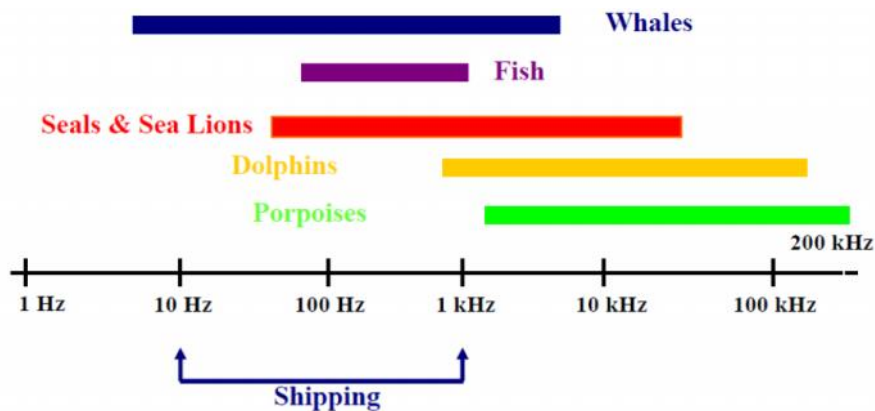 Whales
Fish
Seals & Sea Lions
Dolphins
Porpoises
200 kHz
1 Hz 10 Hz 100 Hz 1 kHz 10 kHz 100 kHz
Shipping